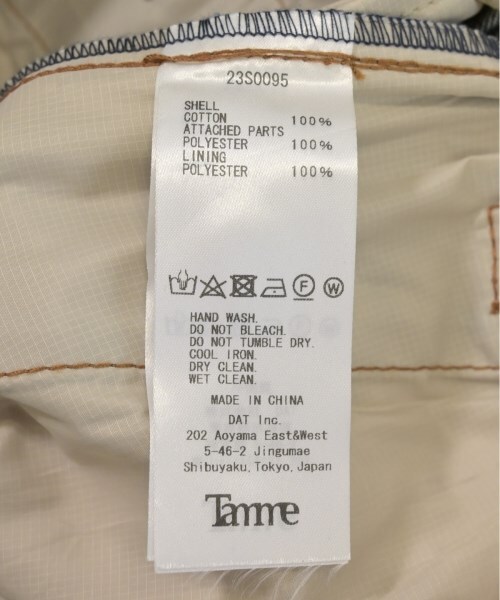 23S0095
SHELL
COTTON 100%
ATTACHED PARTS
POLYESTER 100%
LINING
POLYESTER 100%
F W
HAND WASH.
DO NOT BLEACH.
DO NOT TUMBLE DRY.
COOL IRON.
DRY CLEAN.
WET CLEAN.
MADE IN CHINA
DAT Inc.
202 Aoyama East&West
5-46-2 Jingumae
Shibuyaku, Tokyo, Japan
Tamme